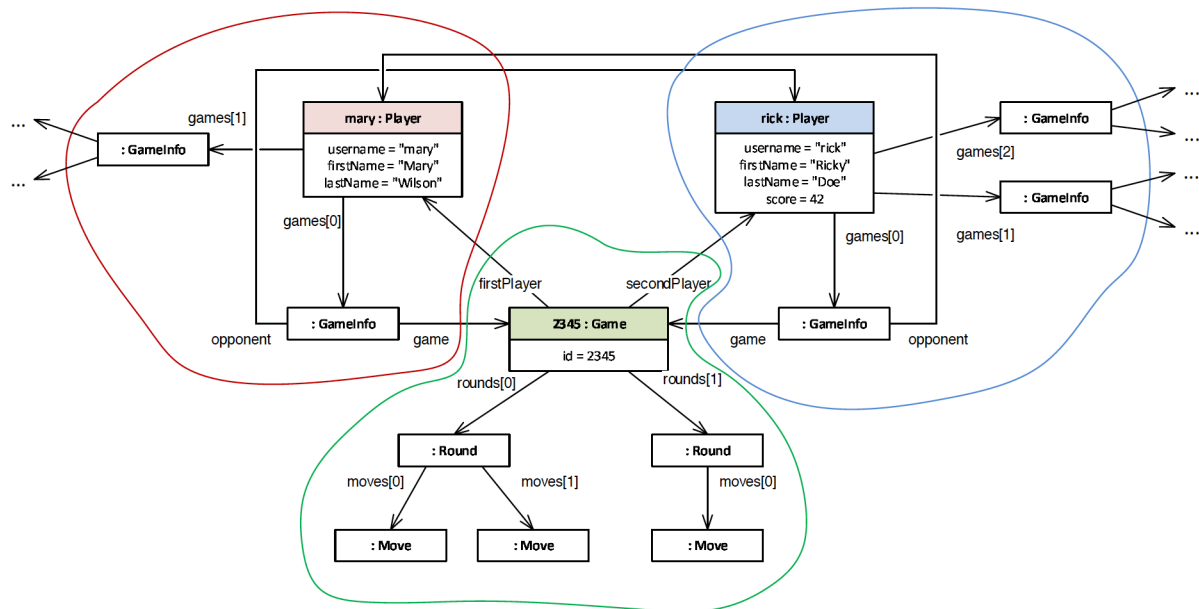 ...
...
games[1]
: GameInfo
mary : Player
username = "mary"
firstName = "Mary"
lastName = "Wilson"
games[0]
: GameInfo
opponent
game
rick : Player
username = "rick"
firstName = "Ricky"
lastName = "Doe"
score = 42
: GameInfo
games[2]
...
...
: GameInfo
games[1]
...
...
games[0]
: GameInfo
game
opponent
firstPlayer
secondPlayer
2345 : Game
id = 2345
rounds[0]
rounds[1]
: Round
: Round
moves[0]
moves[1]
moves[0]
: Move
: Move
: Move